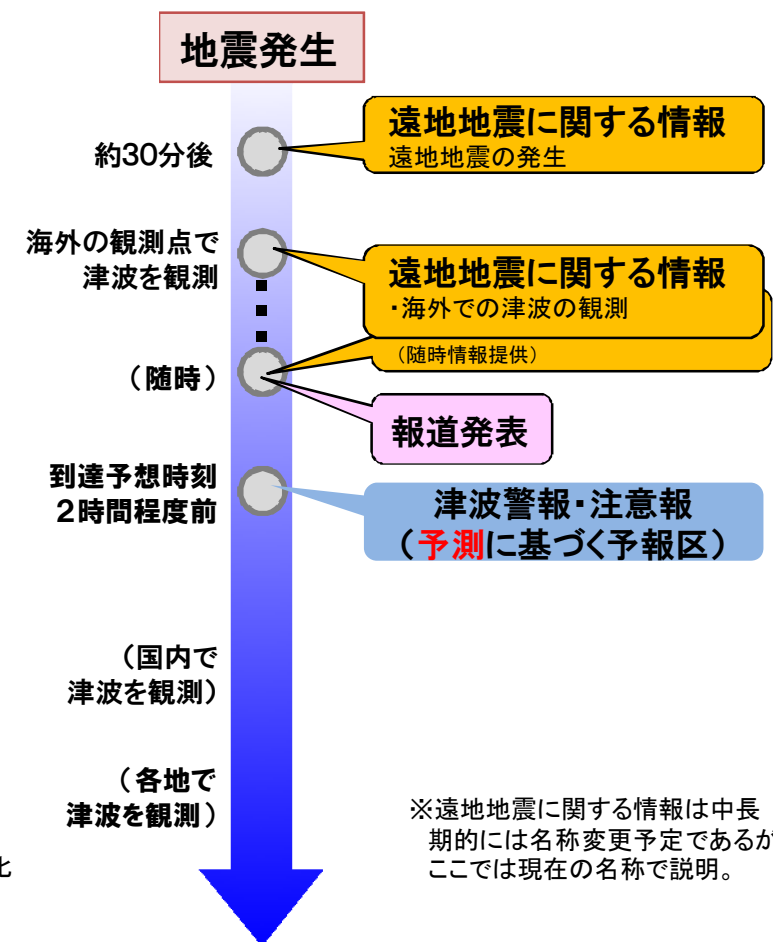 地震発生
約30分後
遠地地震に関する情報
遠地地震の発生
海外の観測点で
津波を観測
遠地地震に関する情報
・海外での津波の観測
（随時情報提供）
（随時）
報道発表
到達予想時刻
２時間程度前
津波警報・注意報
（予測に基づく予報区）
（国内で
津波を観測）
（各地で
津波を観測）
※遠地地震に関する情報は中長
期的には名称変更予定であるが
ここでは現在の名称で説明。